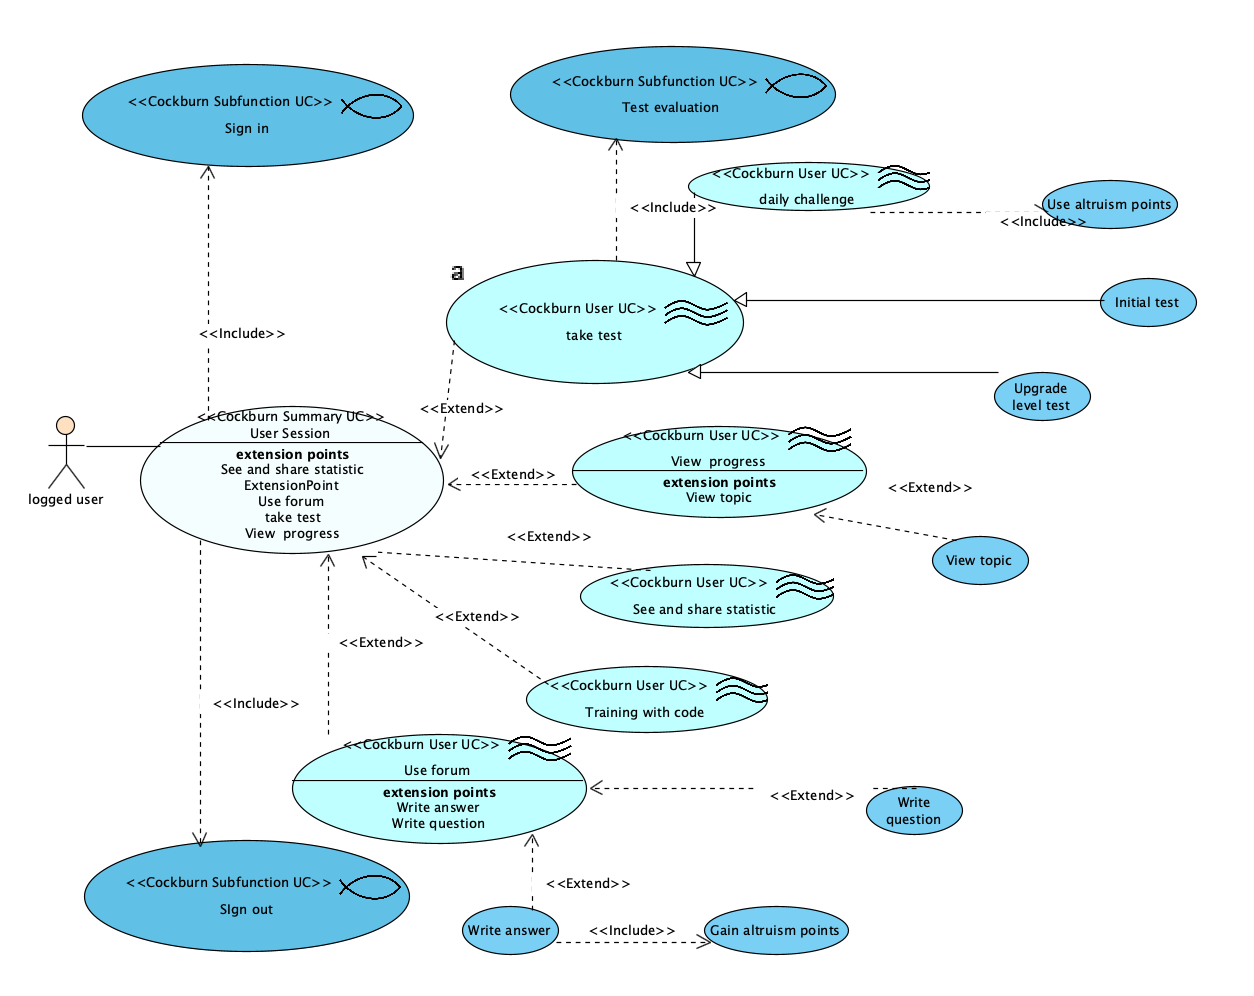 <<Cockburn Subfunction UC>>
Sign in
<<Cockburn Subfunction UC>>
Test evaluation
<<Cockburn User UC>>
daily challenge
<<Include>>
Use altruism points
<<Include>>
a
<<Cockburn User UC>>
take test
Initial test
<<Include>>
Upgrade
level test
<<Extend>>
<<Cockburn Summary UC>>
User Session
extension points
See and share statistic
ExtensionPoint
Use forum
take test
View  progress
logged user
<<Cockburn User UC>>
View  progress
extension points
View topic
<<Extend>>
<<Extend>>
View topic
<<Extend>>
<<Cockburn User UC>>
See and share statistic
<<Extend>>
<<Extend>>
<<Cockburn User UC>>
Training with code
<<Include>>
<<Cockburn User UC>>
Use forum
extension points
Write answer
Write question
<<Extend>>
Write
question
<<Extend>>
<<Cockburn Subfunction UC>>
SIgn out
Write answer
<<Include>>
Gain altruism points